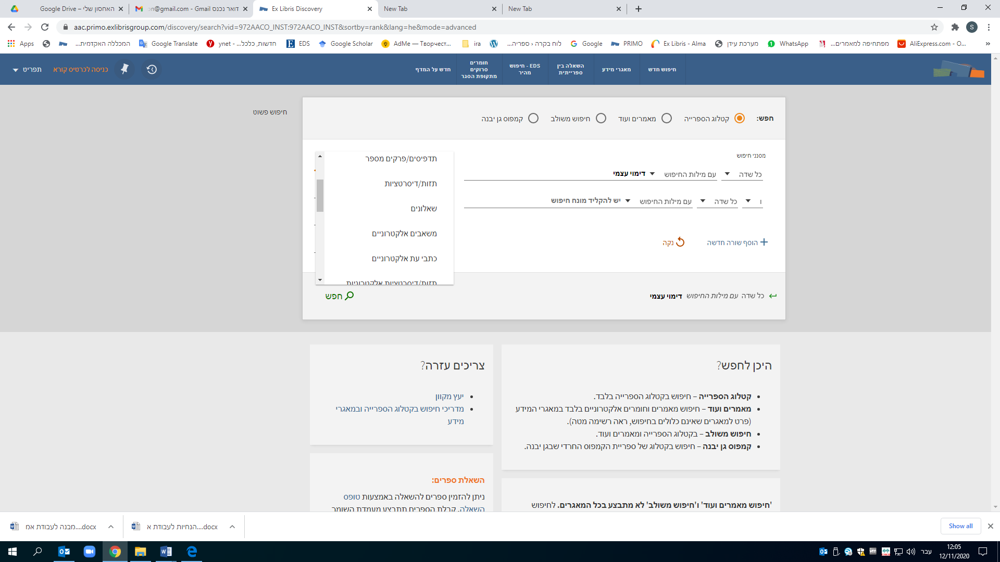 Google Drive – האחסון שלי
דואר נכנס - on@gmail.com - Gmail
Ex Libris Discovery
New Tab
New Tab
aac.primo.exlibrisgroup.com/discovery/search?vid=972AACO_INST:972AACO_INST&sortby=rank&lang=he&mode=advanced
S
Apps
המכללה האקדמית...
Google Translate
ynet - חדשות, כלכל...
EDS
Google Scholar
AdMe — Творчест...
ira
לוח בקרה ‹ ספריה...
Google
PRIMO
Ex Libris - Alma
מערכת עידן
WhatsApp
מפתחיפה למאמרים...
AliExpress.com - O...
חיפוש חדש
מאגרי מידע
השאלה בין ספרייתית
EDS - חיפוש מהיר
חומרים סרוקים מתקופת הסגר
חדש על המדף
כניסה לכרטיס קורא
תפריט
חיפוש פשוט
חפש:
קטלוג הספרייה
מאמרים ועוד
חיפוש משולב
קמפוס גן יבנה
מסנני חיפוש
כל שדה
עם מילות החיפוש
דימוי עצמי
ו
כל שדה
עם מילות החיפוש
יש להקליד מונח חיפוש
הוסף שורה חדשה
נקה
תדפיסים/פרקים מספר
תזות/דיסרטציות
שאלונים
משאבים אלקטרוניים
כתבי עת אלקטרוניים
תזות/דיסרטציות אלקטרוניות
כל שדה עם מילות החיפוש דימוי עצמי
חפש
היכן לחפש?
קטלוג הספרייה – חיפוש בקטלוג הספרייה בלבד.
מאמרים ועוד – חיפוש מאמרים וחומרים אלקטרוניים בלבד במאגרי המידע
(פרט למאגרים שאינם כלולים בחיפוש, ראה רשימה מטה).
חיפוש משולב – בקטלוג הספרייה ומאמרים ועוד.
קמפוס גן יבנה – חיפוש בקטלוג של ספריית הקמפוס החרדי שבגן יבנה.
'חיפוש מאמרים ועוד' ו'חיפוש משולב' לא מתבצע בכל המאגרים. לחיפוש
צריכים עזרה?
יעץ מקוון
מדריכי חיפוש בקטלוג הספרייה ובמאגרי
מידע
השאלת ספרים:
ניתן להזמין ספרים להשאלה באמצעות טופס
השאלה. קבלת הספרים תתבצע מעמדת השומר
מבנה לעבודת אמ....docx
הנחיות לעבודת א....docx
Show all
עבר
12:05
12/11/2020